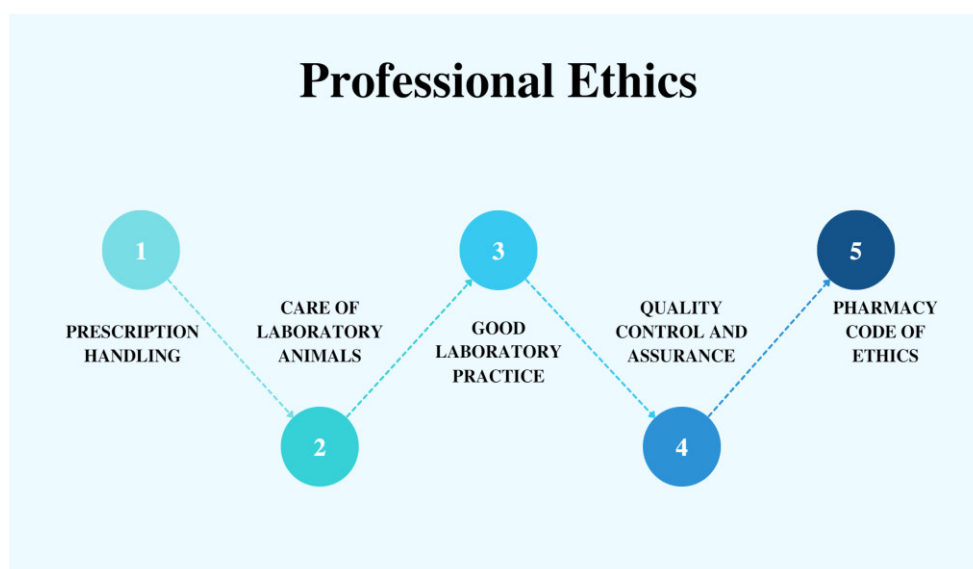 Professional Ethics
1
PRESCRIPTION
HANDLING
2
CARE OF
LABORATORY
ANIMALS
3
GOOD
LABORATORY
PRACTICE
4
QUALITY
CONTROL AND
ASSURANCE
5
PHARMACY
CODE OF
ETHICS